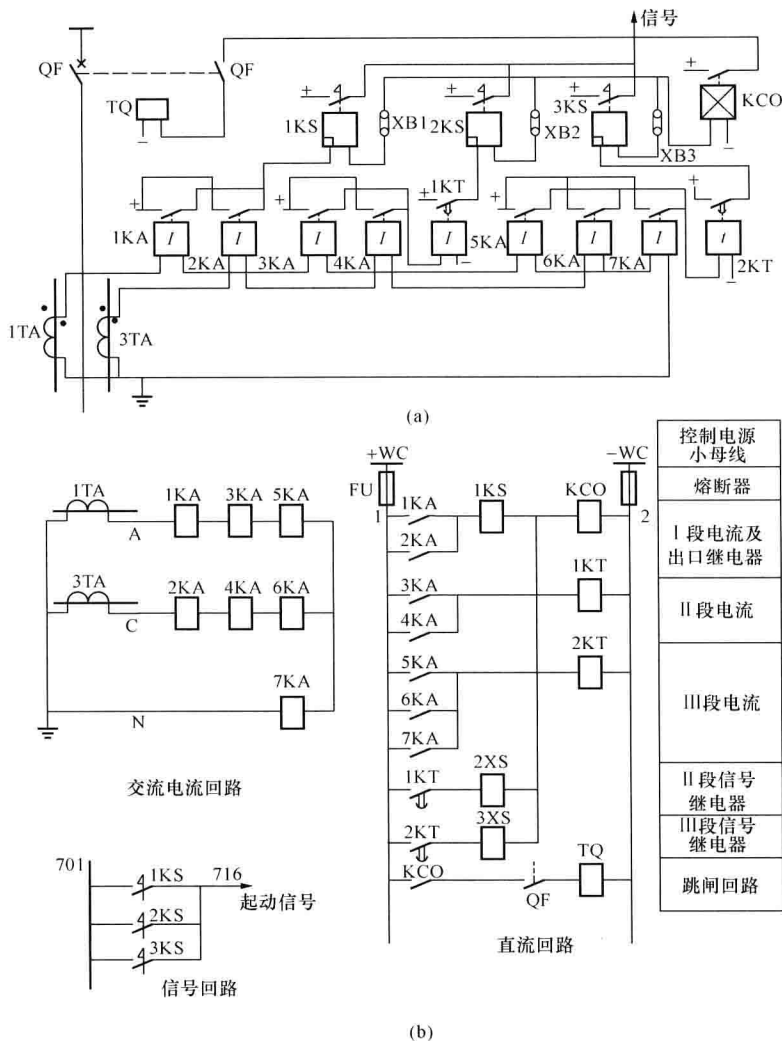 信号
QF
QF
TQ
+
−
+
1KS
XB1
+
2KS
XB2
+
3KS
XB3
+
KCO
−
+
1KA
I
2KA
I
+
3KA
I
4KA
I
+
1KT
I
−
+
5KA
I
6KA
I
7KA
I
+
2KT
I
−
1TA
3TA
(a)
1TA
A
1KA
3KA
5KA
3TA
C
2KA
4KA
6KA
7KA
N
交流电流回路
701
1KS
716
起动信号
2KS
3KS
信号回路
+WC
−WC
FU
1
2
1KA
1KS
KCO
2KA
3KA
1KT
4KA
5KA
2KT
6KA
7KA
1KT
2XS
2KT
3XS
KCO
QF
TQ
直流回路
控制电源
小母线
熔断器
Ⅰ段电流及
出口继电器
Ⅱ段电流
Ⅲ段电流
Ⅱ段信号
继电器
Ⅲ段信号
继电器
跳闸回路
(b)